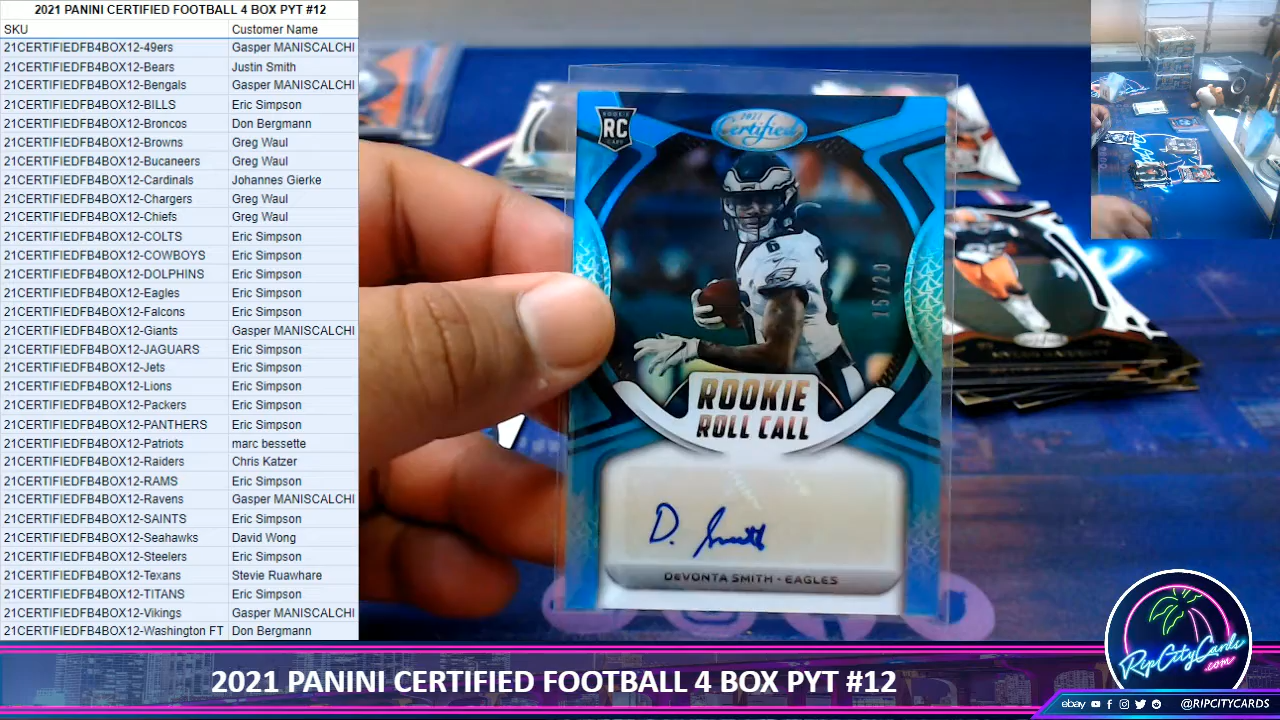 2021 PANINI CERTIFIED FOOTBALL 4 BOX PYT #12
SKU Customer Name
21CERTIFIEDFB4BOX12-49ers Gasper MANISCALCHI
21CERTIFIEDFB4BOX12-Bears Justin Smith
21CERTIFIEDFB4BOX12-Bengals Gasper MANISCALCHI
21CERTIFIEDFB4BOX12-BILLS Eric Simpson
21CERTIFIEDFB4BOX12-Broncos Don Bergmann
21CERTIFIEDFB4BOX12-Browns Greg Waul
21CERTIFIEDFB4BOX12-Bucaneers Greg Waul
21CERTIFIEDFB4BOX12-Cardinals Johannes Gierke
21CERTIFIEDFB4BOX12-Chargers Greg Waul
21CERTIFIEDFB4BOX12-Chiefs Greg Waul
21CERTIFIEDFB4BOX12-COLTS Eric Simpson
21CERTIFIEDFB4BOX12-COWBOYS Eric Simpson
21CERTIFIEDFB4BOX12-DOLPHINS Eric Simpson
21CERTIFIEDFB4BOX12-Eagles Eric Simpson
21CERTIFIEDFB4BOX12-Falcons Eric Simpson
21CERTIFIEDFB4BOX12-Giants Gasper MANISCALCHI
21CERTIFIEDFB4BOX12-JAGUARS Eric Simpson
21CERTIFIEDFB4BOX12-Jets Eric Simpson
21CERTIFIEDFB4BOX12-Lions Eric Simpson
21CERTIFIEDFB4BOX12-Packers Eric Simpson
21CERTIFIEDFB4BOX12-PANTHERS Eric Simpson
21CERTIFIEDFB4BOX12-Patriots marc bessette
21CERTIFIEDFB4BOX12-Raiders Chris Katzer
21CERTIFIEDFB4BOX12-RAMS Eric Simpson
21CERTIFIEDFB4BOX12-Ravens Gasper MANISCALCHI
21CERTIFIEDFB4BOX12-SAINTS Eric Simpson
21CERTIFIEDFB4BOX12-Seahawks David Wong
21CERTIFIEDFB4BOX12-Steelers Eric Simpson
21CERTIFIEDFB4BOX12-Texans Stevie Ruawhare
21CERTIFIEDFB4BOX12-TITANS Eric Simpson
21CERTIFIEDFB4BOX12-Vikings Gasper MANISCALCHI
21CERTIFIEDFB4BOX12-Washington FT Don Bergmann
ROOKIE
RC
CARD
2021
Certified
6
15/20
ROOKIE
ROLL CALL
D. Smith
DeVONTA SMITH - EAGLES
RipCityCards
.com
2021 PANINI CERTIFIED FOOTBALL 4 BOX PYT #12
ebay @RIPCITYCARDS